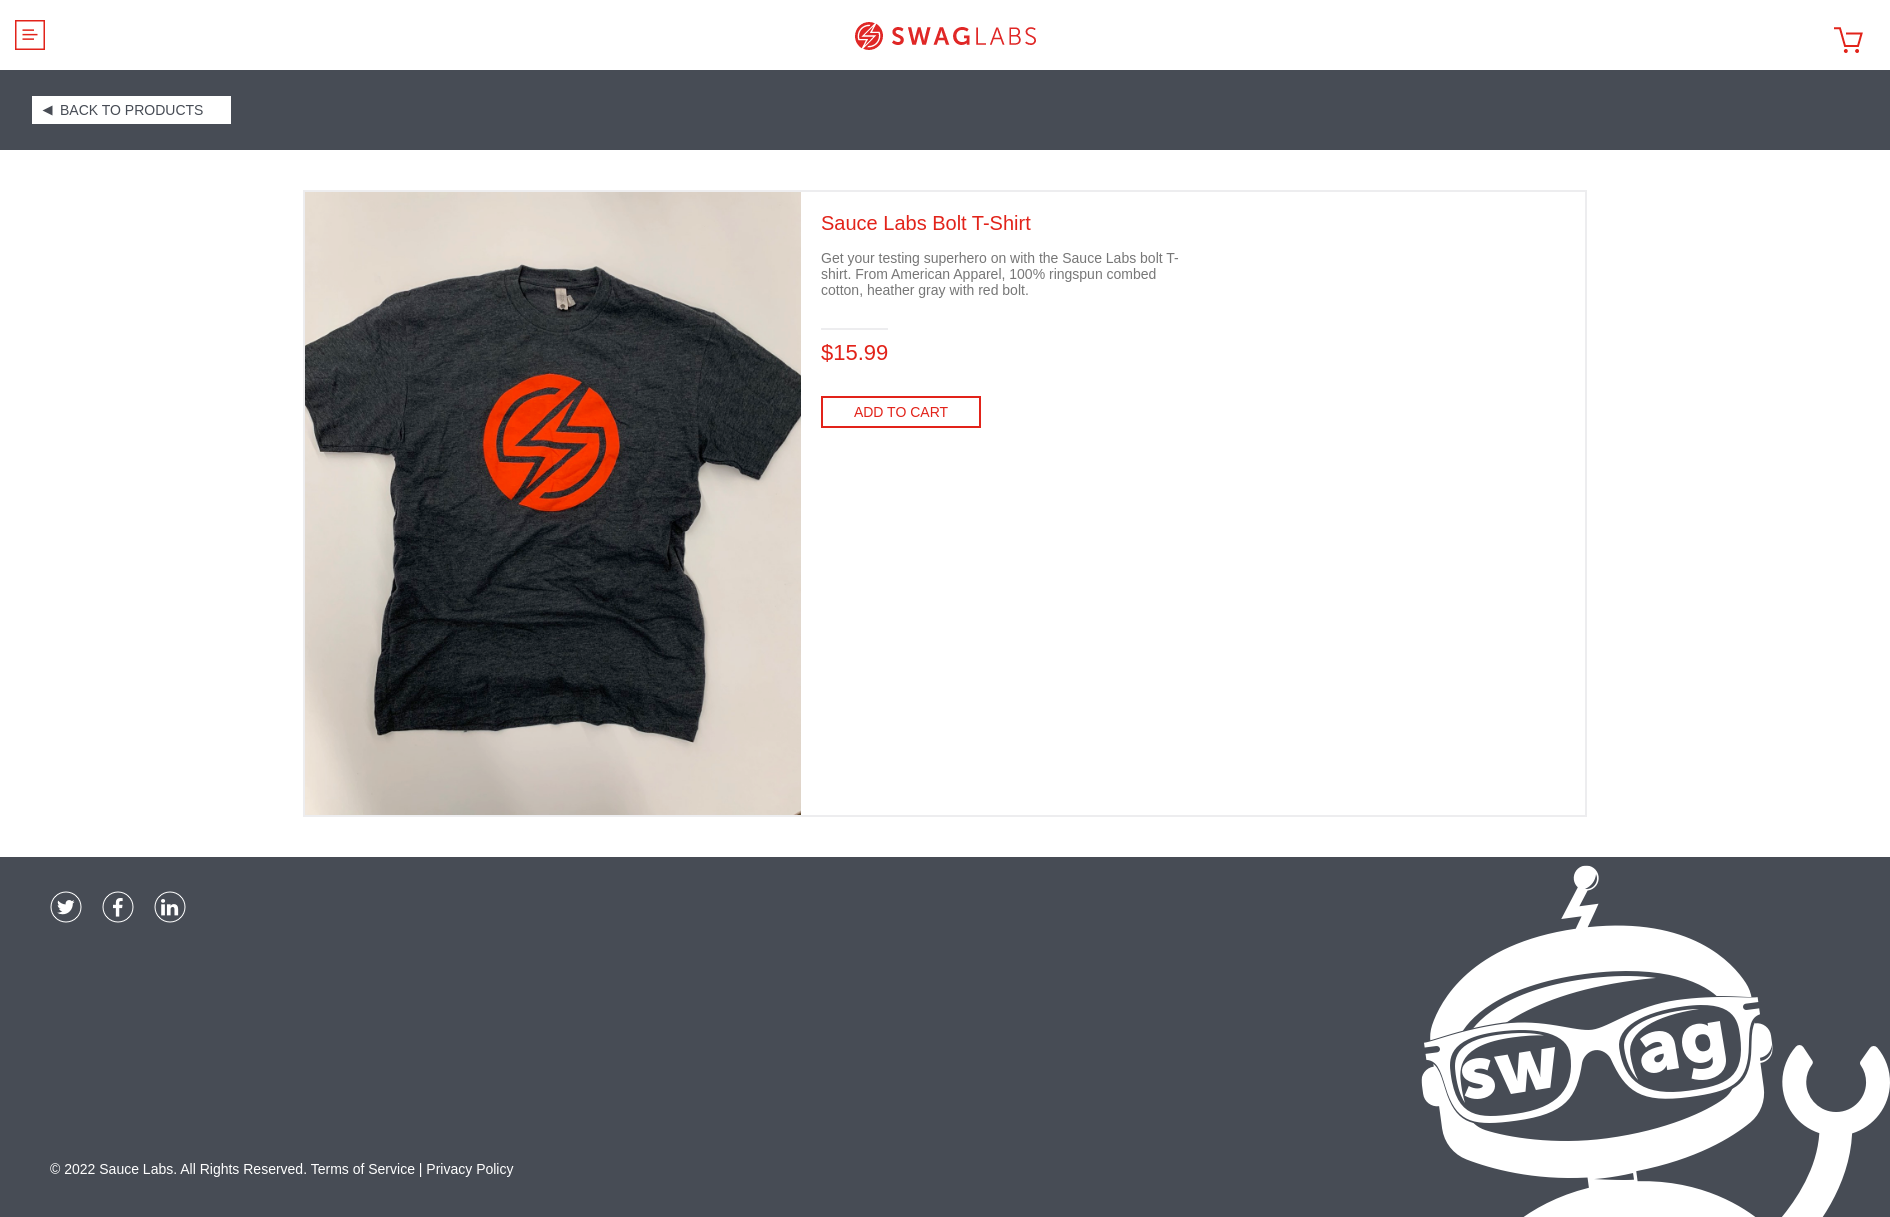 SWAGLABS
BACK TO PRODUCTS
Sauce Labs Bolt T-Shirt
Get your testing superhero on with the Sauce Labs bolt T-
shirt. From American Apparel, 100% ringspun combed
cotton, heather gray with red bolt.
$15.99
ADD TO CART
sw ag
© 2022 Sauce Labs. All Rights Reserved. Terms of Service | Privacy Policy